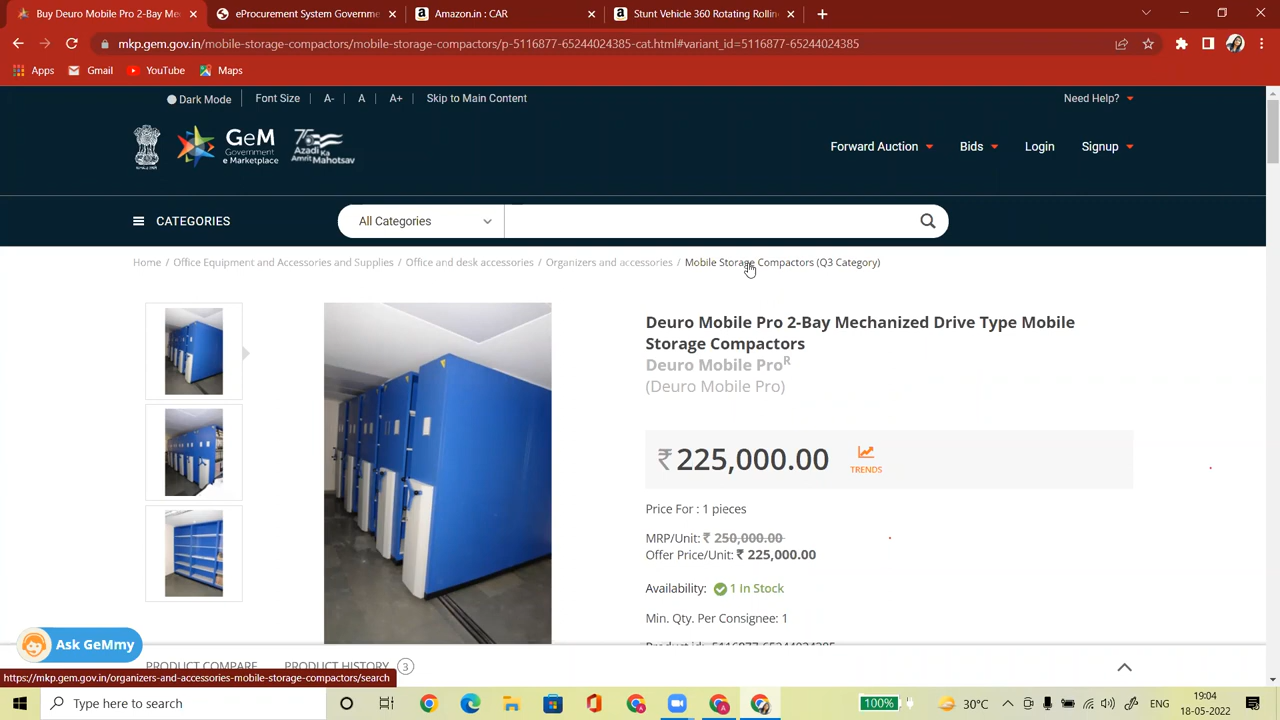 Buy Deuro Mobile Pro 2-Bay Me
eProcurement System Governme
Amazon.in : CAR
Stunt Vehicle 360 Rotating Rollin
mkp.gem.gov.in/mobile-storage-compactors/mobile-storage-compactors/p-5116877-65244024385-cat.html#variant_id=5116877-65244024385
Apps Gmail YouTube Maps
Dark Mode Font Size A- A A+ Skip to Main Content Need Help?
GeM
Government
e Marketplace
75
Azadi Ka
Amrit Mahotsav
Forward Auction Bids Login Signup
CATEGORIES All Categories
Home / Office Equipment and Accessories and Supplies / Office and desk accessories / Organizers and accessories / Mobile Storage Compactors (Q3 Category)
Deuro Mobile Pro 2-Bay Mechanized Drive Type Mobile
Storage Compactors
Deuro Mobile Pro R
(Deuro Mobile Pro)
₹ 225,000.00 TRENDS
Price For : 1 pieces
MRP/Unit: ₹ 250,000.00
Offer Price/Unit: ₹ 225,000.00
Availability: 1 In Stock
Min. Qty. Per Consignee: 1
Product id: 5116877-65244024385
Ask GeMmy
PRODUCT COMPARE PRODUCT HISTORY 3
https://mkp.gem.gov.in/organizers-and-accessories-mobile-storage-compactors/search
Type here to search
100% 30°C ENG 19:04
18-05-2022